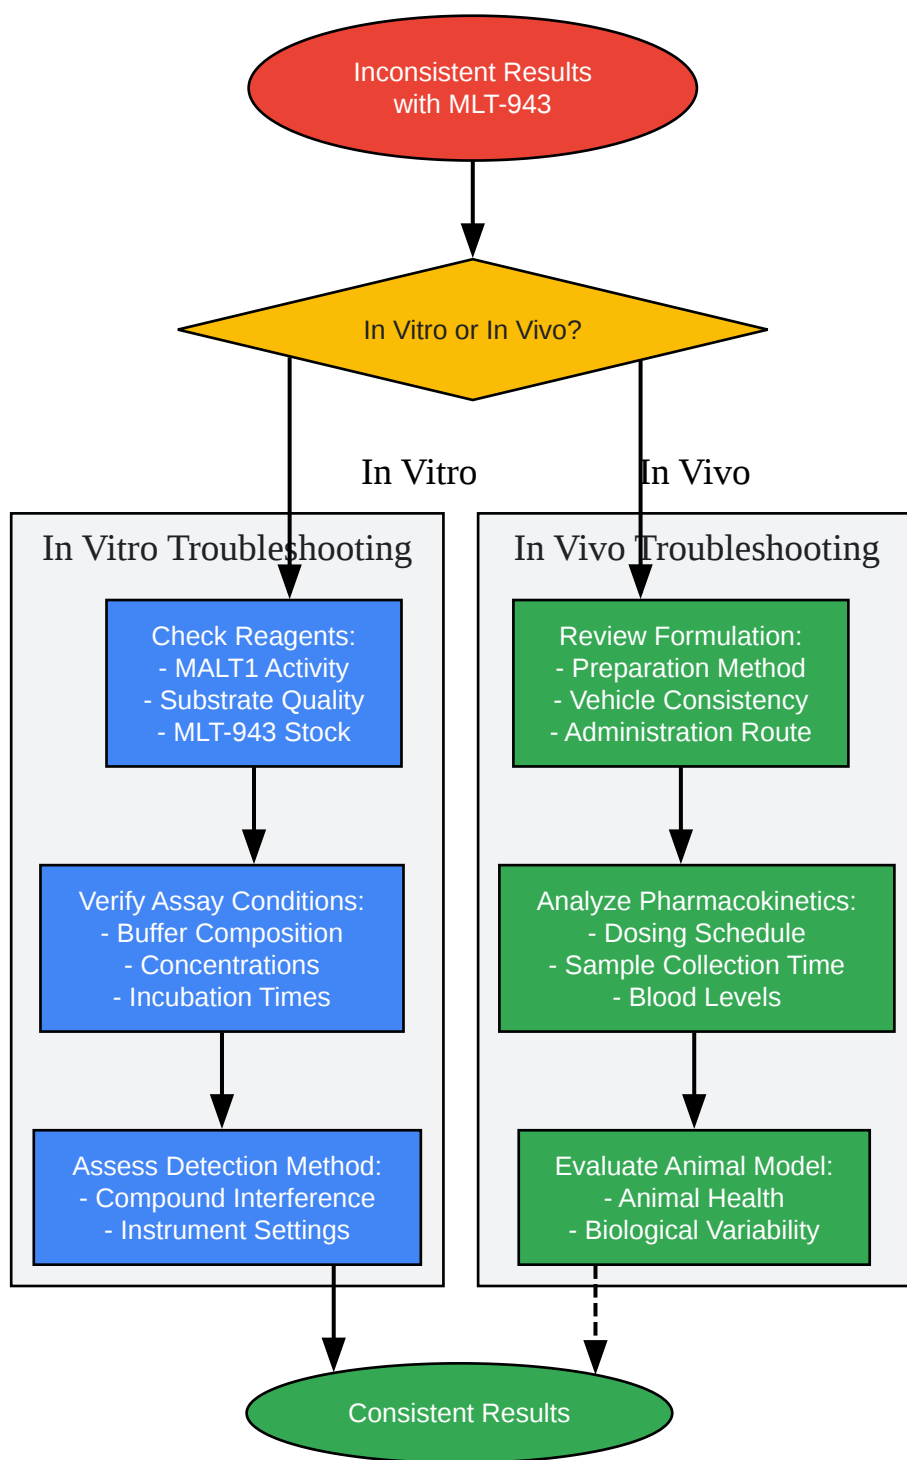 Inconsistent Results
with MLT-943
In Vitro or In Vivo?
In Vitro
In Vivo
In Vitro Troubleshooting
Check Reagents:
- MALT1 Activity
- Substrate Quality
- MLT-943 Stock
Verify Assay Conditions:
- Buffer Composition
- Concentrations
- Incubation Times
Assess Detection Method:
- Compound Interference
- Instrument Settings
In Vivo Troubleshooting
Review Formulation:
- Preparation Method
- Vehicle Consistency
- Administration Route
Analyze Pharmacokinetics:
- Dosing Schedule
- Sample Collection Time
- Blood Levels
Evaluate Animal Model:
- Animal Health
- Biological Variability
Consistent Results